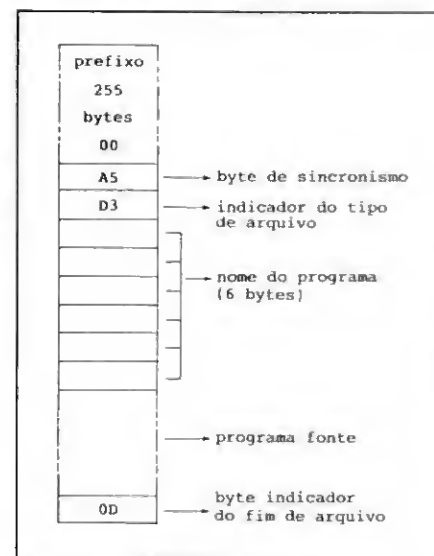 prefixo
255
bytes
00
A5
byte de sincronismo
D3
indicador do tipo
de arquivo
nome do programa
(6 bytes)
programa fonte
0D
byte indicador
do fim de arquivo